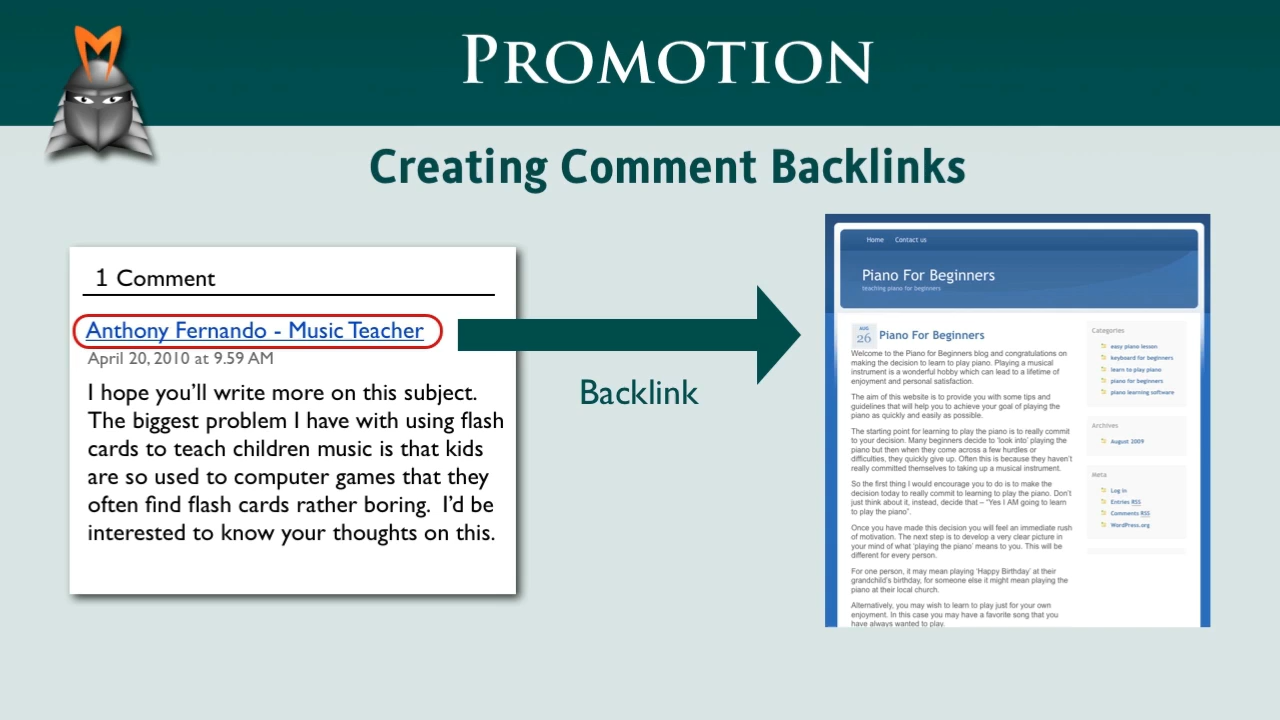 PROMOTION
Creating Comment Backlinks
1 Comment
Anthony Fernando - Music Teacher
April 20, 2010 at 9.59 AM
I hope you'll write more on this subject.
The biggest problem I have with using flash
cards to teach children music is that kids
are so used to computer games that they
often find flash cards rather boring.  I'd be
interested to know your thoughts on this.
Backlink
Home Contact us
Piano For Beginners
teaching piano for beginners
AUG
26
Piano For Beginners
Welcome to the Piano for Beginners blog and congratulations on
making the decision to learn to play piano. Playing a musical
instrument is a wonderful hobby which can lead to a lifetime of
enjoyment and personal satisfaction.
The aim of this website is to provide you with some tips and
guidelines that will help you to achieve your goal of playing the
piano as quickly and easily as possible.
The starting point for learning to play the piano is to really commit
to your decision. Many beginners decide to 'look into' playing the
piano but then when they come across a few hurdles or
difficulties, they quickly give up. Often this is because they haven't
really committed themselves to taking up a musical instrument.
So the first thing I would encourage you to do is to make the
decision today to really commit to learning to play the piano. Don't
just think about it, instead, decide that – "Yes I AM going to learn
to play the piano".
Once you have made this decision you will feel an immediate rush
of motivation. The next step is to develop a very clear picture in
your mind of what 'playing the piano' means to you. This will be
different for every person.
For one person, it may mean playing 'Happy Birthday' at their
grandchild's birthday, for someone else it might mean playing the
piano at their local church.
Alternatively, you may wish to learn to play just for your own
enjoyment. In this case you may have a favorite song that you
have always wanted to play.
Categories
easy piano lesson
keyboard for beginners
learn to play piano
piano for beginners
piano learning software
Archives
August 2009
Meta
Log in
Entries RSS
Comments RSS
WordPress.org